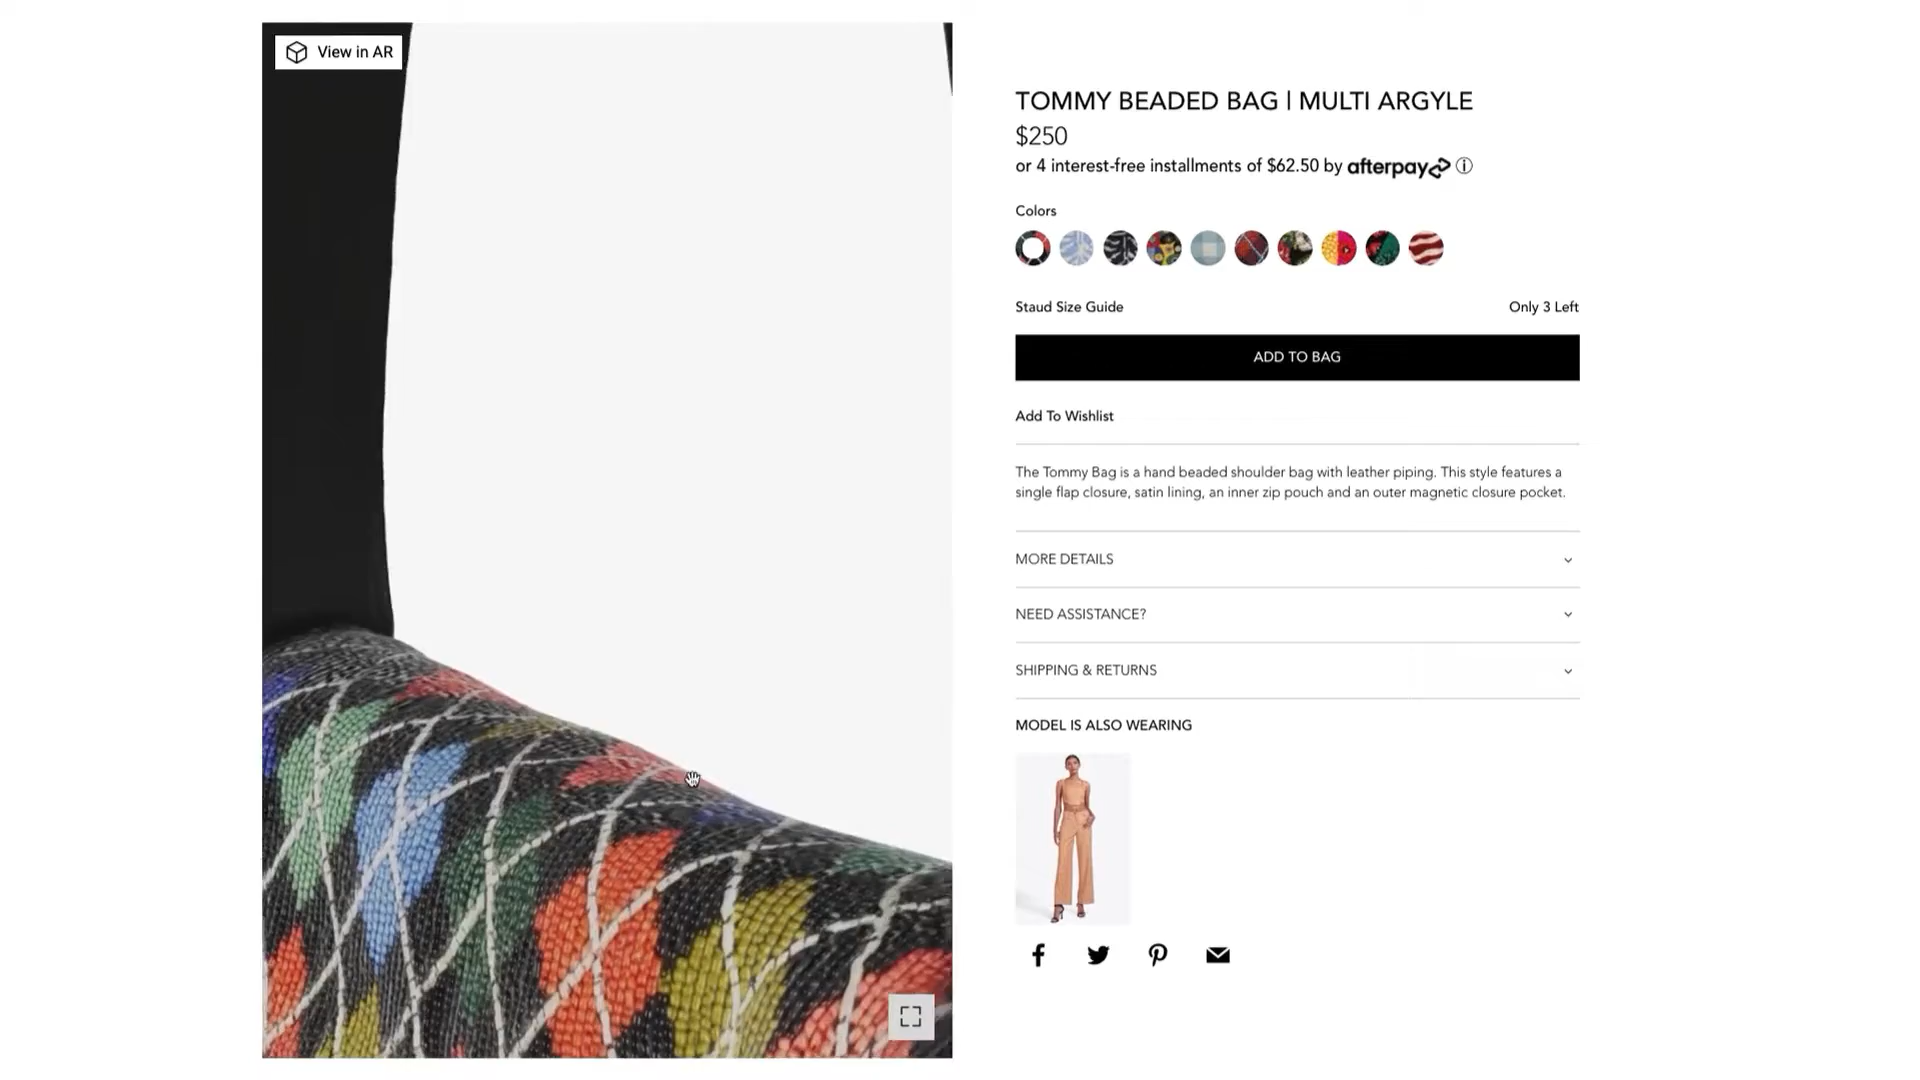 View in AR
TOMMY BEADED BAG | MULTI ARGYLE
$250
or 4 interest-free installments of $62.50 by afterpay
Colors
Staud Size Guide
Only 3 Left
ADD TO BAG
Add To Wishlist
The Tommy Bag is a hand beaded shoulder bag with leather piping. This style features a
single flap closure, satin lining, an inner zip pouch and an outer magnetic closure pocket.
MORE DETAILS
NEED ASSISTANCE?
SHIPPING & RETURNS
MODEL IS ALSO WEARING